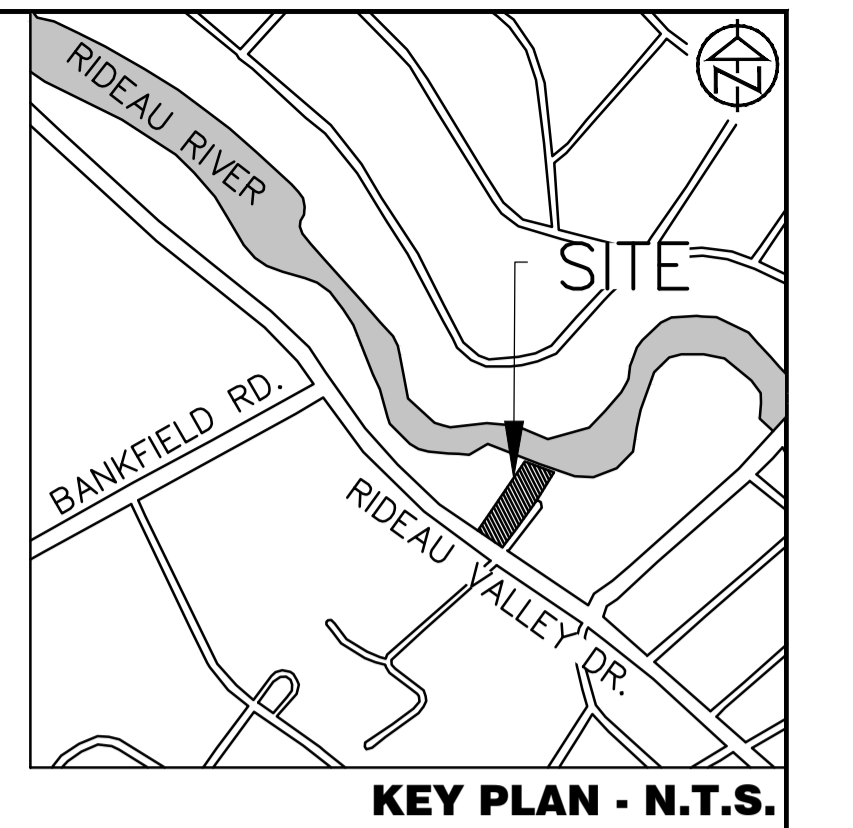 RIDEAU RIVER
N
SITE
BANKFIELD RD.
RIDEAU VALLEY DR.
KEY PLAN - N.T.S.